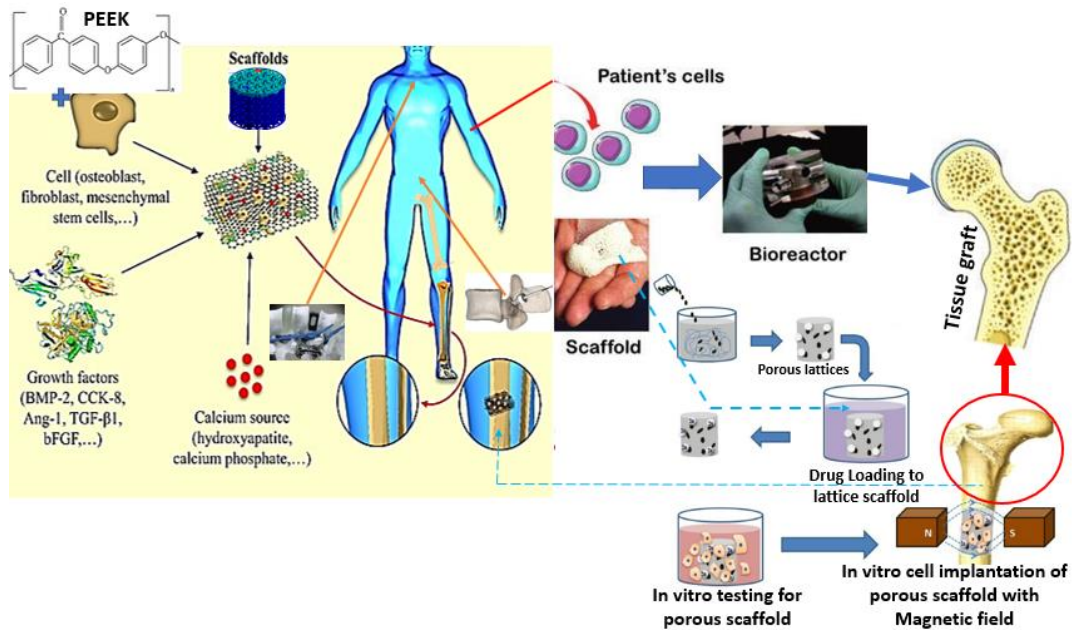 PEEK
O
C
O
O
n
Scaffolds
Cell (osteoblast,
fibroblast, mesenchymal
stem cells,...)
Growth factors
(BMP-2, CCK-8,
Ang-1, TGF-β1,
bFGF,...)
Calcium source
(hydroxyapatite,
calcium phosphate,...)
Patient's cells
Bioreactor
Tissue graft
Scaffold
Porous lattices
Drug Loading to
lattice scaffold
In vitro testing for
porous scaffold
N
S
In vitro cell implantation of
porous scaffold with
Magnetic field